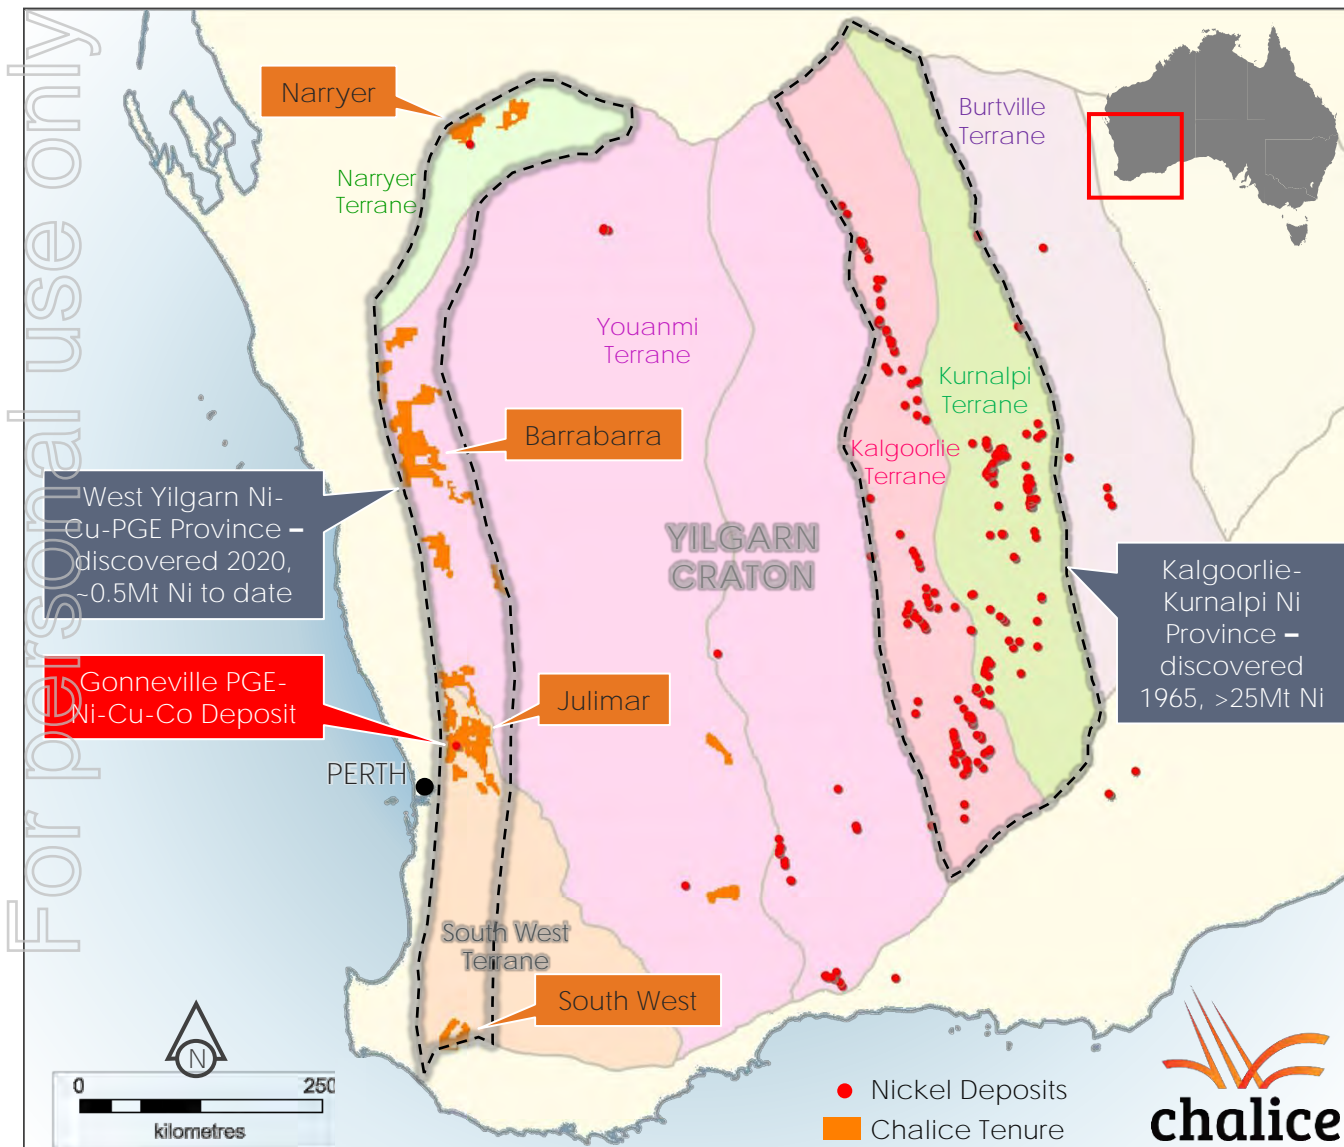 For personal use only
Narryer
Narryer
Terrane
Burtville
Terrane
Youanmi
Terrane
Kurnalpi
Terrane
Barrabarra
Kalgoorlie
Terrane
West Yilgarn Ni-
Cu-PGE Province –
discovered 2020,
~0.5Mt Ni to date
YILGARN
CRATON
Kalgoorlie-
Kurnalpi Ni
Province –
discovered
1965, >25Mt Ni
Gonneville PGE-
Ni-Cu-Co Deposit
Julimar
PERTH
South West
Terrane
South West
N
0 250
kilometres
Nickel Deposits
Chalice Tenure
chalice